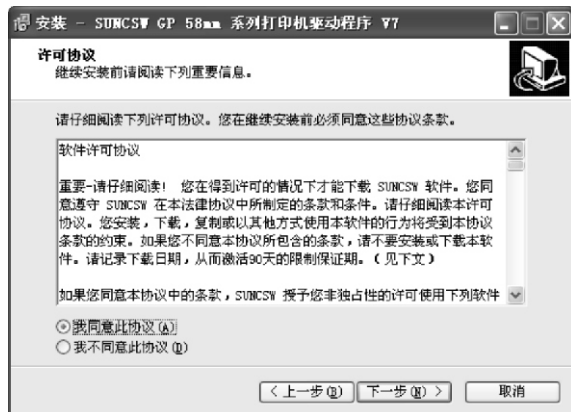 安装 - SUNCSW GP 58mm 系列打印机驱动程序 V7
许可协议
继续安装前请阅读下列重要信息。
请仔细阅读下列许可协议。您在继续安装前必须同意这些协议条款。
软件许可协议
重要-请仔细阅读! 您在得到许可的情况下才能下载 SUNCSW 软件。您同
意遵守 SUNCSW 在本法律协议中所制定的条款和条件。请仔细阅读本许可
协议。您安装,下载,复制或以其他方式使用本软件的行为将受到本协议
条款的约束。如果您不同意本协议所包含的条款,请不要安装或下载本软
件。请记录下载日期,从而激活90天的限制保证期。(见下文)
如果您同意本协议中的条款,SUNCSW 授予您非独占性的许可使用下列软件
我同意此协议(A)
我不同意此协议(D)
< 上一步(B) 下一步(N) > 取消